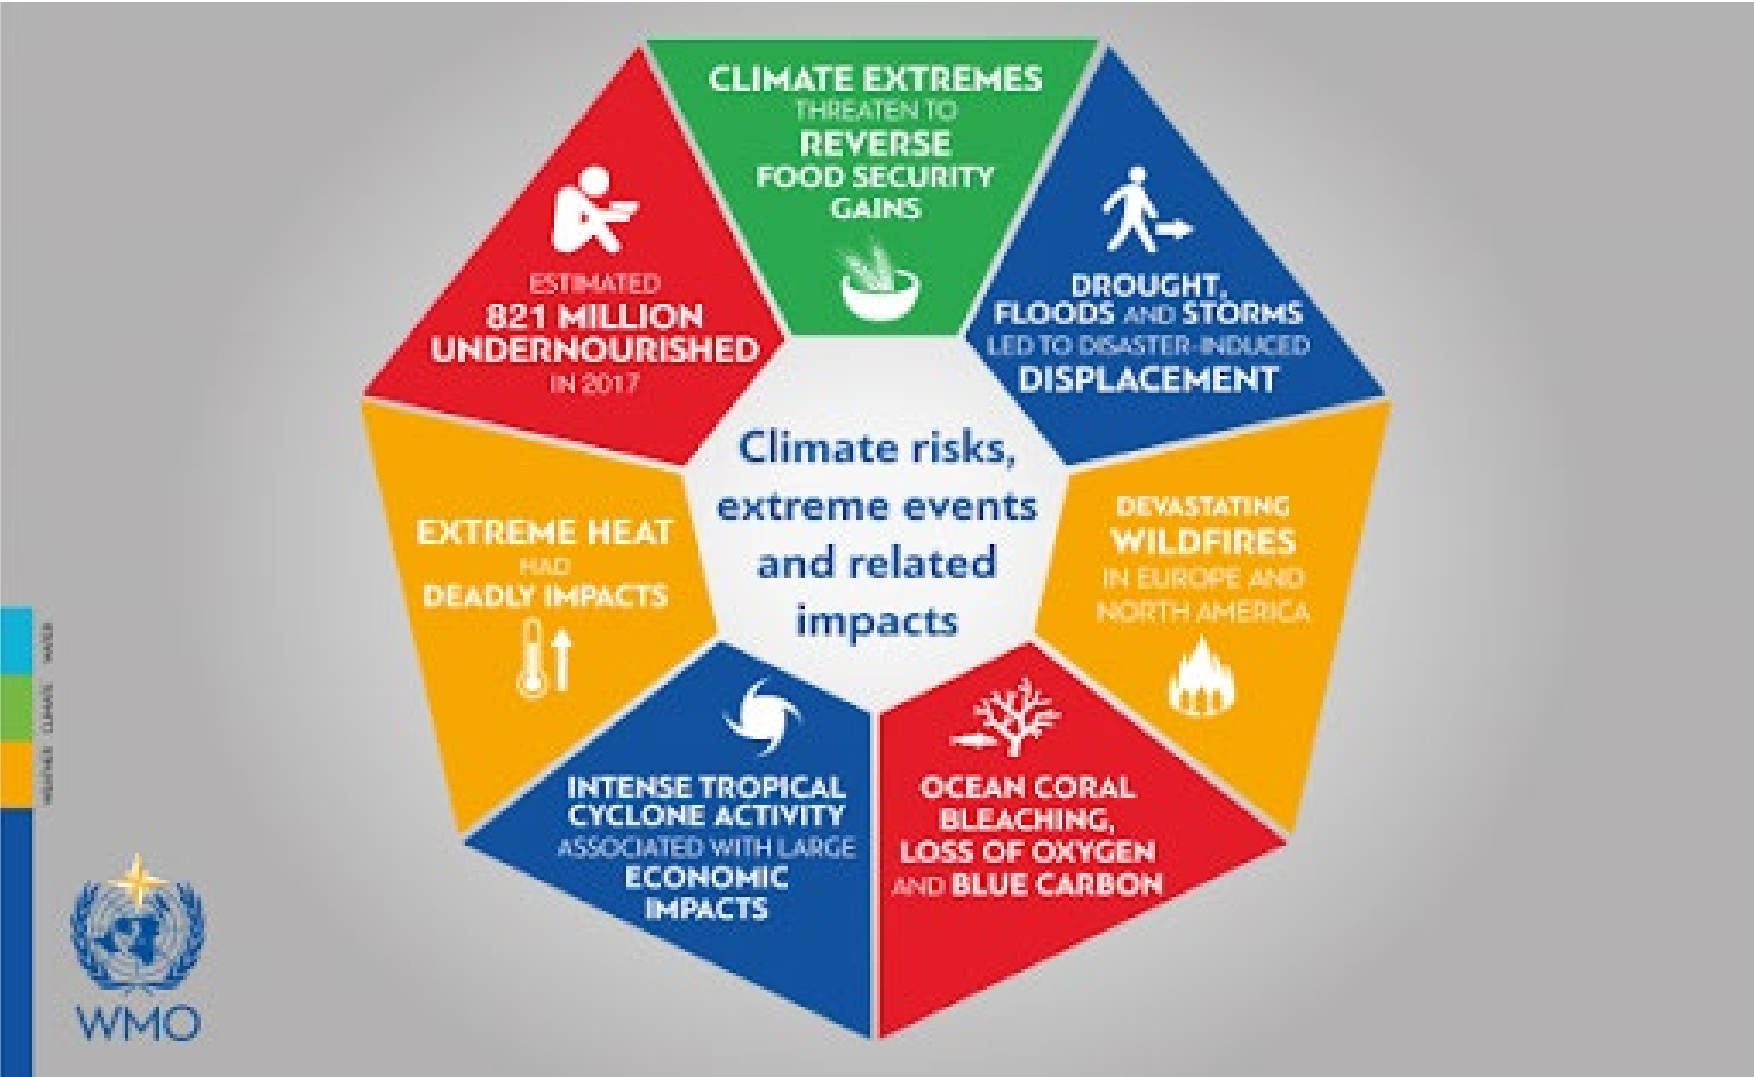 CLIMATE EXTREMES
THREATEN TO
REVERSE
FOOD SECURITY
GAINS
DROUGHT,
FLOODS AND STORMS
LED TO DISASTER-INDUCED
DISPLACEMENT
DEVASTATING
WILDFIRES
IN EUROPE AND
NORTH AMERICA
OCEAN CORAL
BLEACHING,
LOSS OF OXYGEN
AND BLUE CARBON
INTENSE TROPICAL
CYCLONE ACTIVITY
ASSOCIATED WITH LARGE
ECONOMIC
IMPACTS
EXTREME HEAT
HAD
DEADLY IMPACTS
ESTIMATED
821 MILLION
UNDERNOURISHED
IN 2017
Climate risks,
extreme events
and related
impacts
WEATHER CLIMATE WATER
WMO